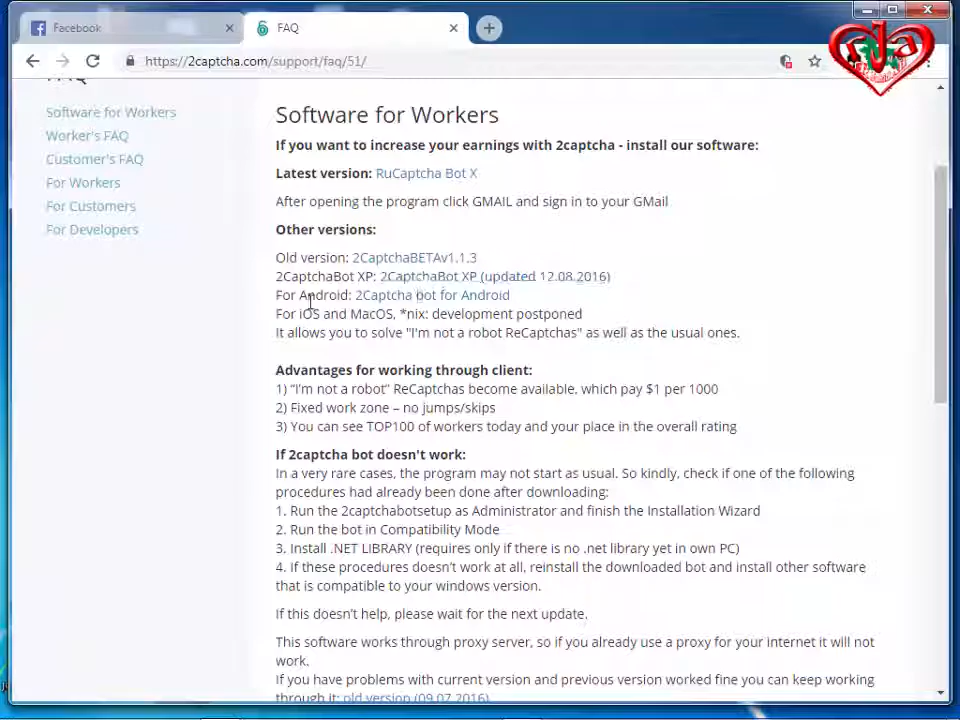 Facebook
FAQ
https://2captcha.com/support/faq/51/
FAQ
Software for Workers
Worker's FAQ
Customer's FAQ
For Workers
For Customers
For Developers
Software for Workers
If you want to increase your earnings with 2captcha - install our software:
Latest version: RuCaptcha Bot X
After opening the program click GMAIL and sign in to your GMail
Other versions:
Old version: 2CaptchaBETAv1.1.3
2CaptchaBot XP: 2CaptchaBot XP (updated 12.08.2016)
For Android: 2Captcha bot for Android
For iOS and MacOS, *nix: development postponed
It allows you to solve "I'm not a robot ReCaptchas" as well as the usual ones.
Advantages for working through client:
1) "I'm not a robot" ReCaptchas become available, which pay $1 per 1000
2) Fixed work zone – no jumps/skips
3) You can see TOP100 of workers today and your place in the overall rating
If 2captcha bot doesn't work:
In a very rare cases, the program may not start as usual. So kindly, check if one of the following
procedures had already been done after downloading:
1. Run the 2captchabotsetup as Administrator and finish the Installation Wizard
2. Run the bot in Compatibility Mode
3. Install .NET LIBRARY (requires only if there is no .net library yet in own PC)
4. If these procedures doesn't work at all, reinstall the downloaded bot and install other software
that is compatible to your windows version.
If this doesn't help, please wait for the next update.
This software works through proxy server, so if you already use a proxy for your internet it will not
work.
If you have problems with current version and previous version worked fine you can keep working
through it: old version (09.07.2016)